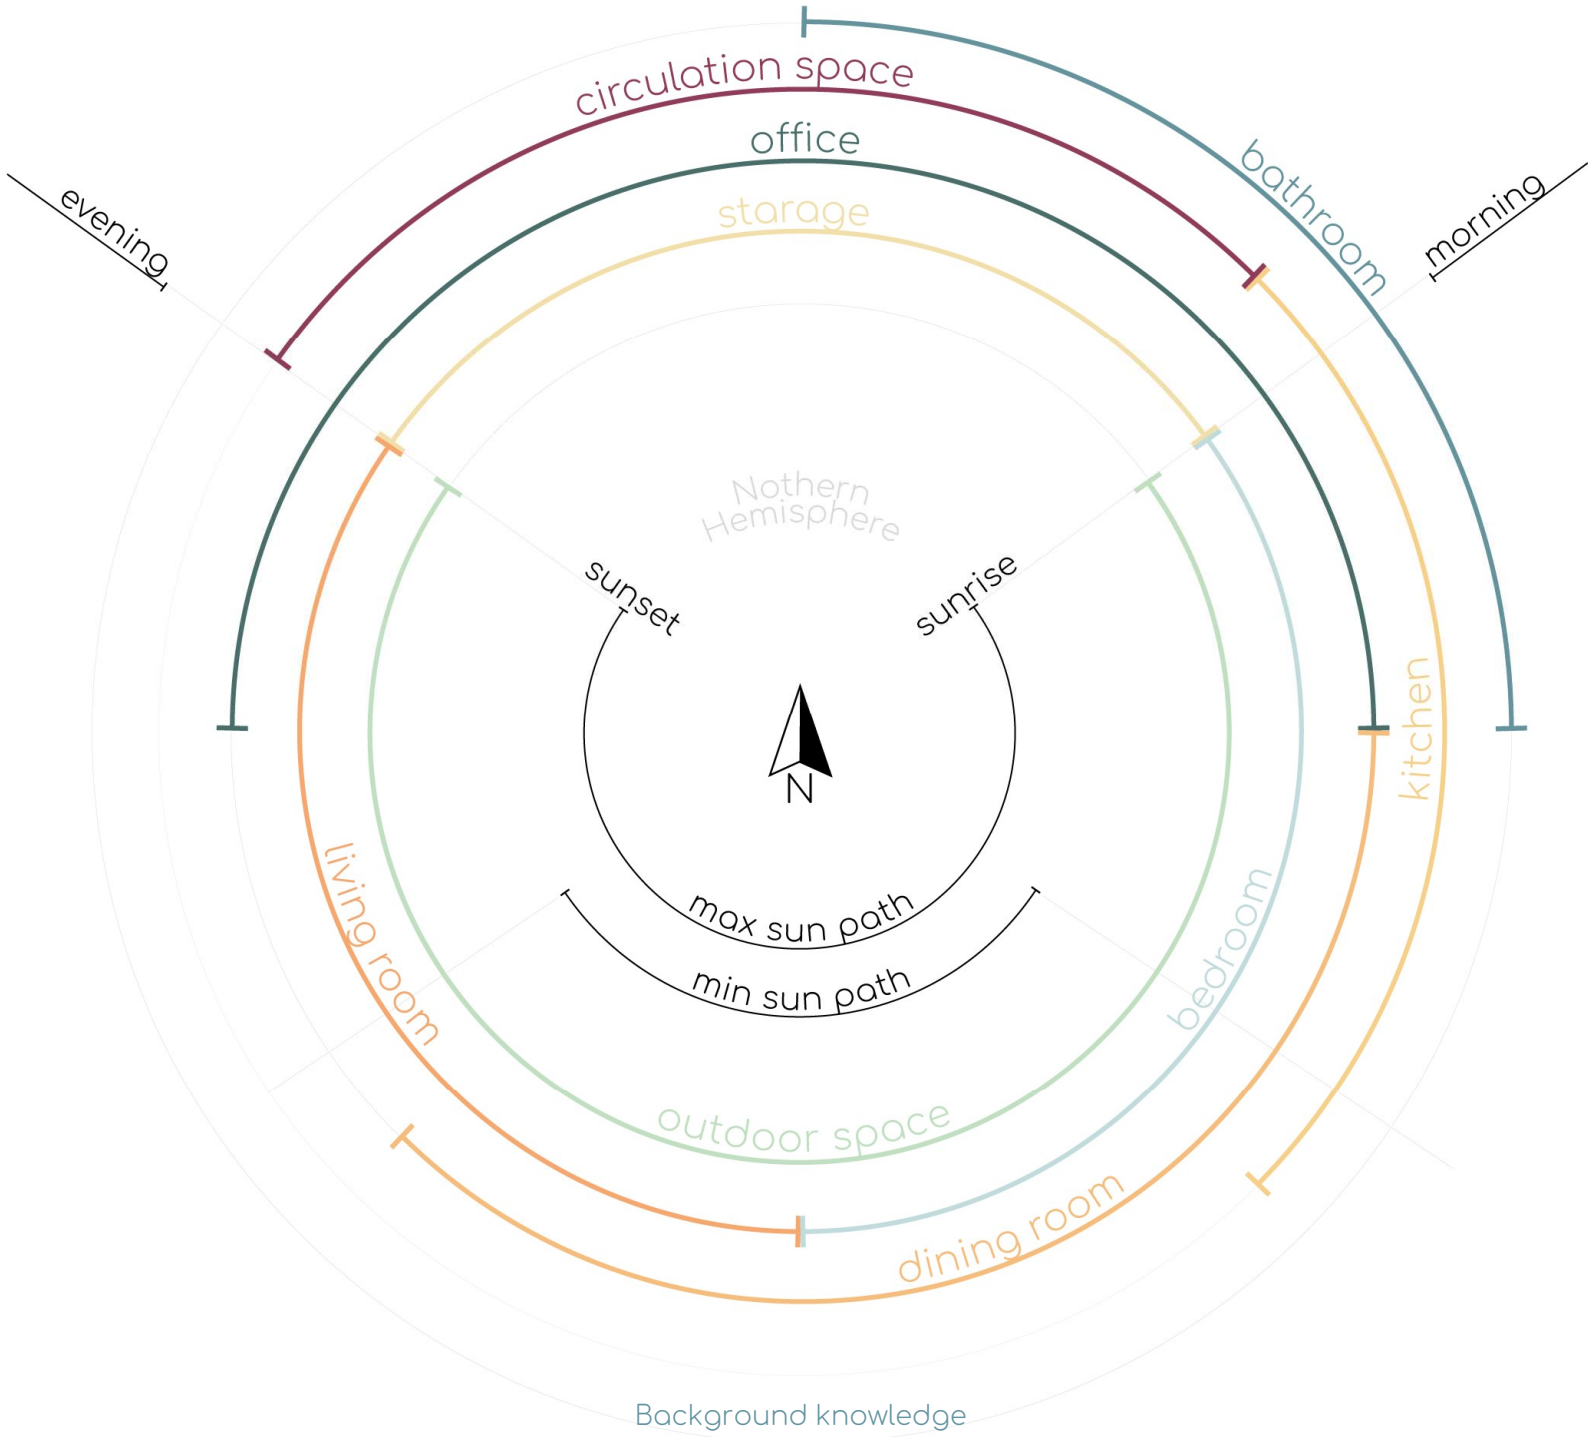 circulation space
office
starage
bathroom
evening
morning
Nothern
Hemisphere
sunset
sunrise
N
kitchen
living room
max sun path
bedroom
min sun path
outdoor space
dining room
Background knowledge